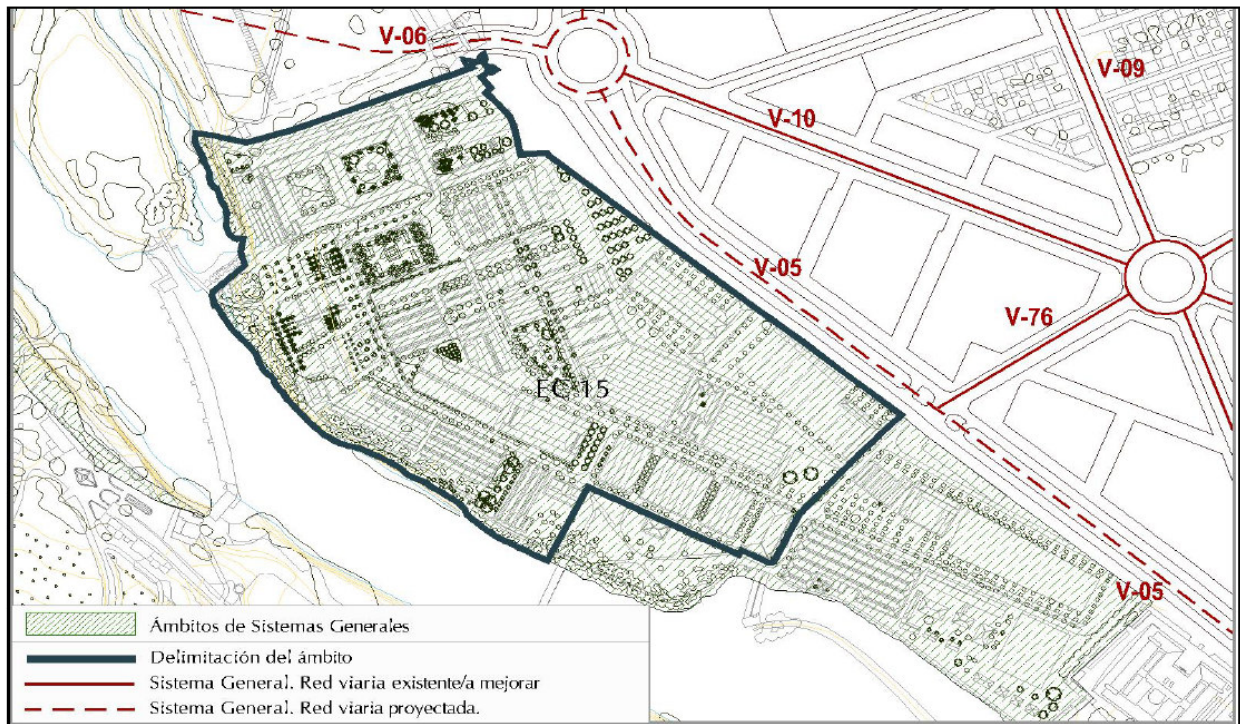 V-06
V-09
V-10
V-05
V-76
EC 15
V-05
Ámbitos de Sistemas Generales
Delimitación del ámbito
Sistema General. Red viaria existente/a mejorar
Sistema General. Red viaria proyectada.